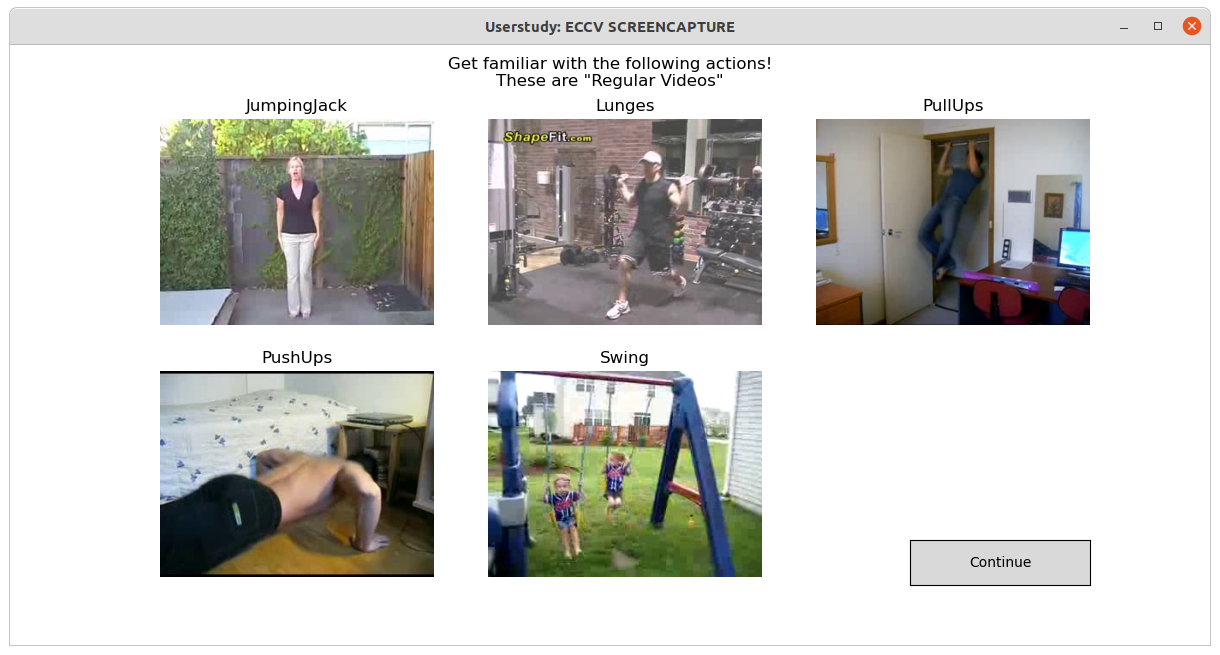 Userstudy: ECCV SCREENCAPTURE
Get familiar with the following actions!
These are "Regular Videos"
JumpingJack
Lunges
PullUps
ShapeFit.com
PushUps
Swing
Continue